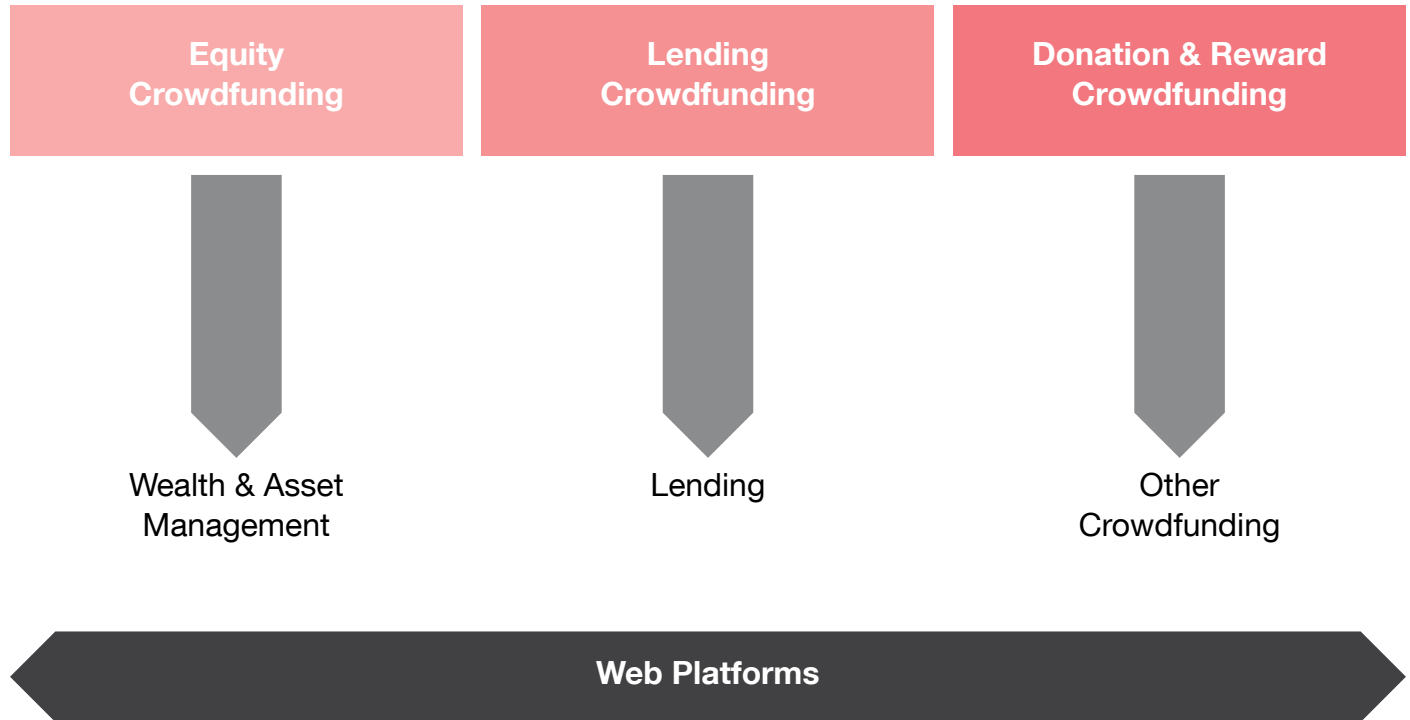 Equity
Crowdfunding
Lending
Crowdfunding
Donation & Reward
Crowdfunding
Wealth & Asset
Management
Lending
Other
Crowdfunding
Web Platforms